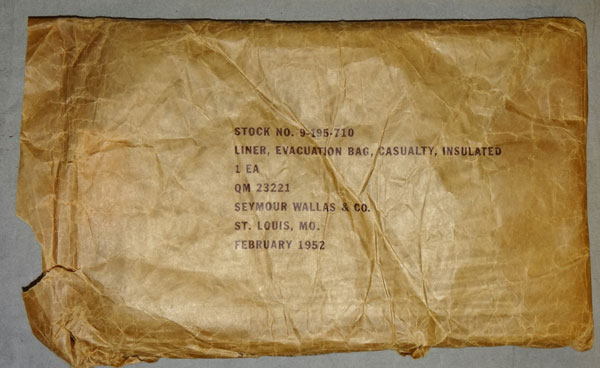 STOCK NO. 9-195-710
LINER, EVACUATION BAG, CASUALTY, INSULATED
1 EA
QM 23221
SEYMOUR WALLAS & CO.
ST. LOUIS, MO.
FEBRUARY 1952